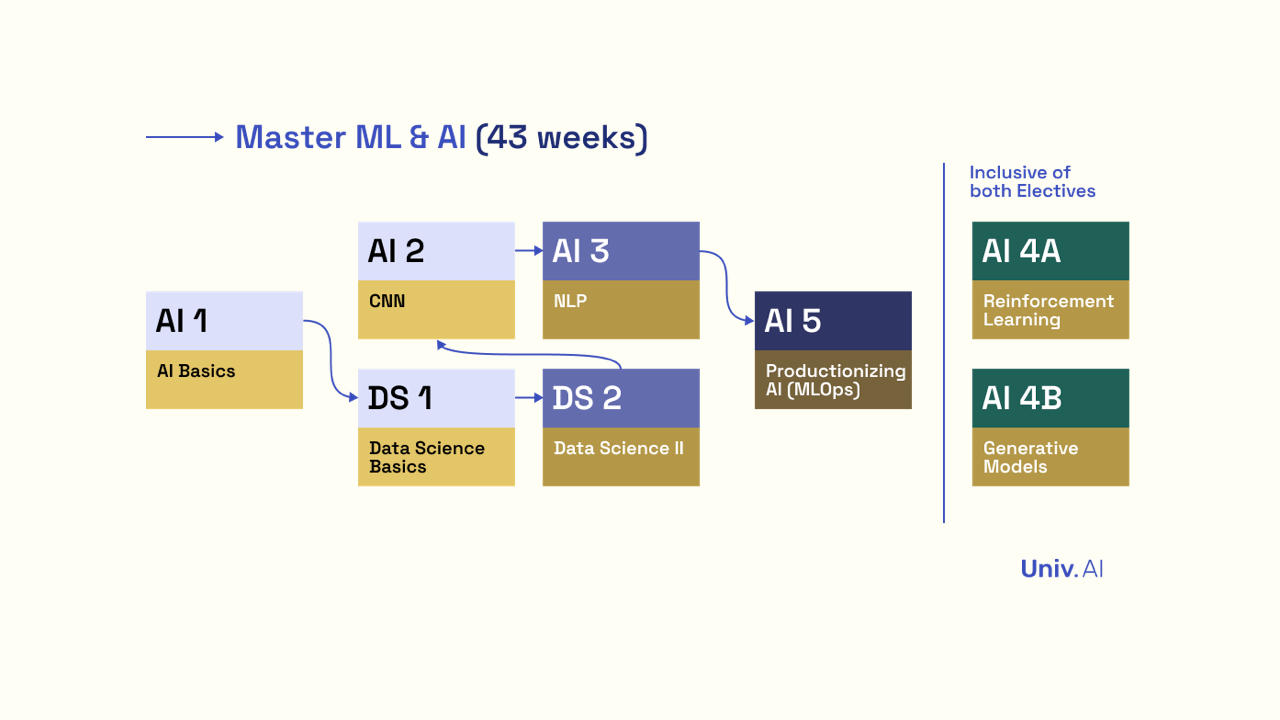 Master ML & AI (43 weeks)
Inclusive of
both Electives
AI 1
AI Basics
DS 1
Data Science
Basics
DS 2
Data Science II
AI 2
CNN
AI 3
NLP
AI 5
Productionizing
AI (MLOps)
AI 4A
Reinforcement
Learning
AI 4B
Generative
Models
Univ.AI